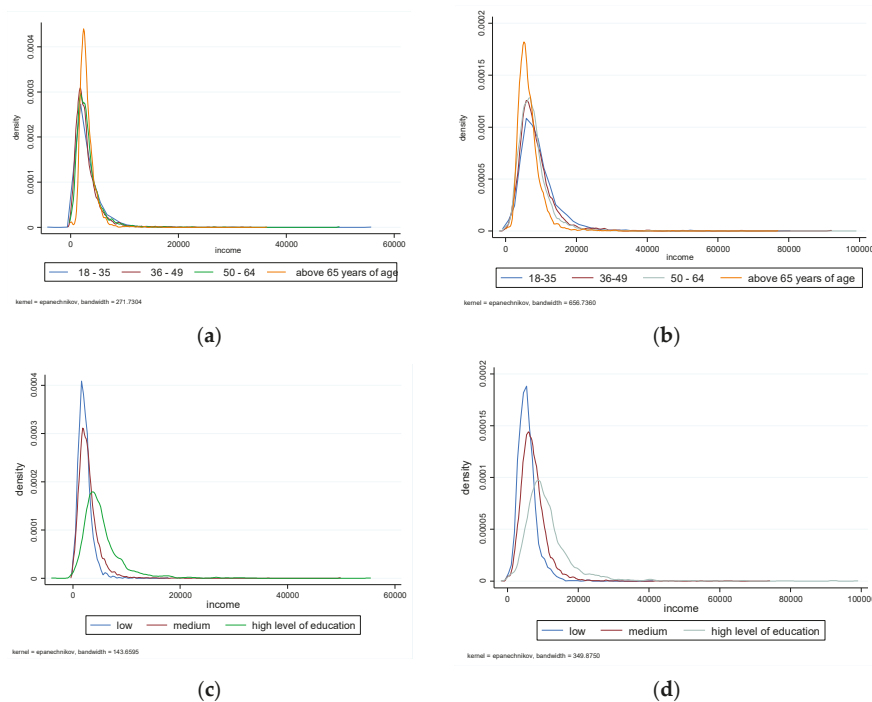 density
0.0004
0.0003
0.0002
0.0001
0
0 20000 40000 60000
income
18 - 35 36 - 49 50 - 64 above 65 years of age
kernel = epanechnikov, bandwidth = 271.7304
(a)
density
0.0002
0.00015
0.0001
0.00005
0
0 20000 40000 60000 80000 100000
income
18-35 36-49 50 - 64 above 65 years of age
kernel = epanechnikov, bandwidth = 656.7360
(b)
density
0.0004
0.0003
0.0002
0.0001
0
0 20000 40000 60000
income
low medium high level of education
kernel = epanechnikov, bandwidth = 143.6595
(c)
density
0.0002
0.00015
0.0001
0.00005
0
0 20000 40000 60000 80000 100000
income
low medium high level of education
kernel = epanechnikov, bandwidth = 349.8750
(d)